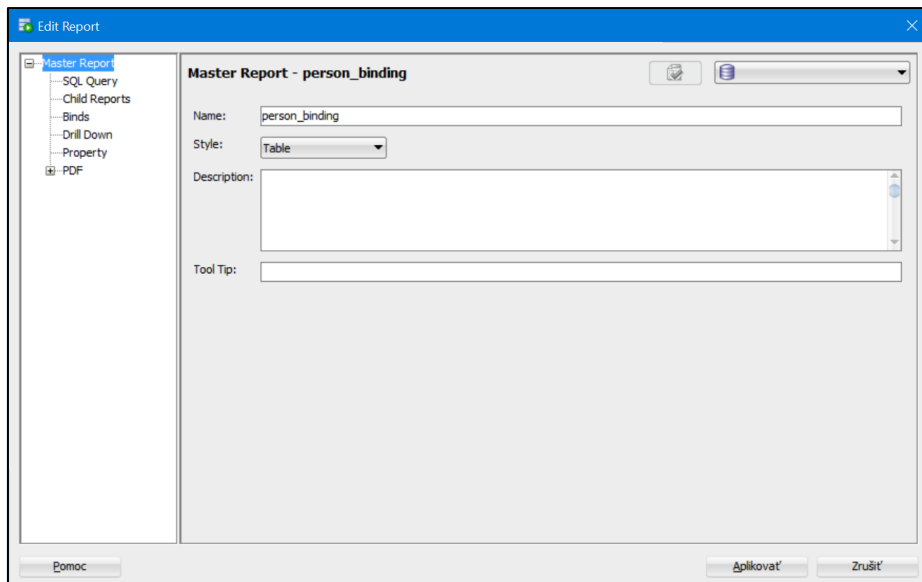 Edit Report
Master Report
SQL Query
Child Reports
Binds
Drill Down
Property
PDF
Master Report - person_binding
Name: person_binding
Style: Table
Description:
Tool Tip:
Pomoc Aplikovať Zrušiť